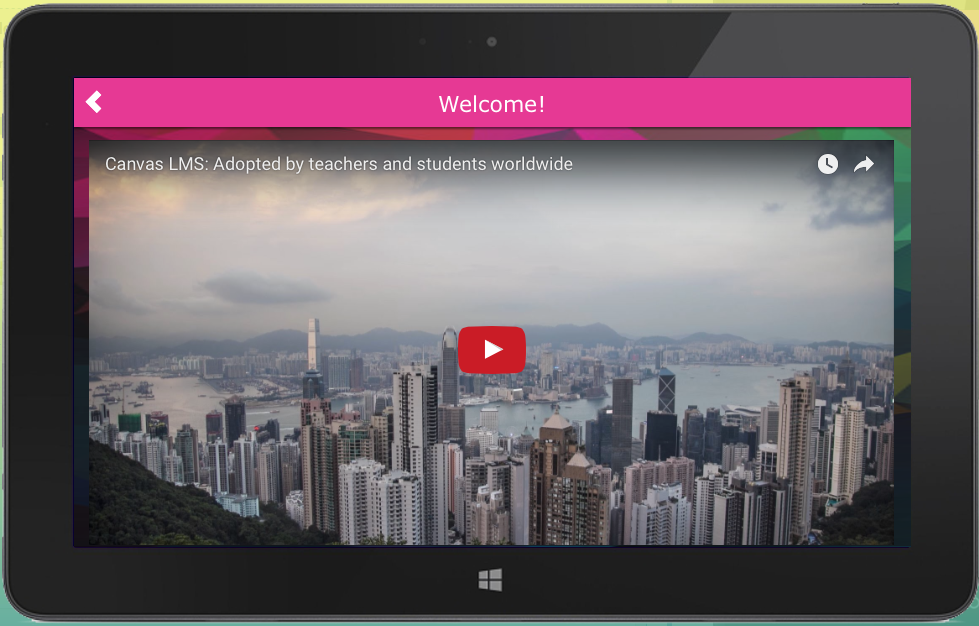 Welcome!
Canvas LMS: Adopted by teachers and students worldwide